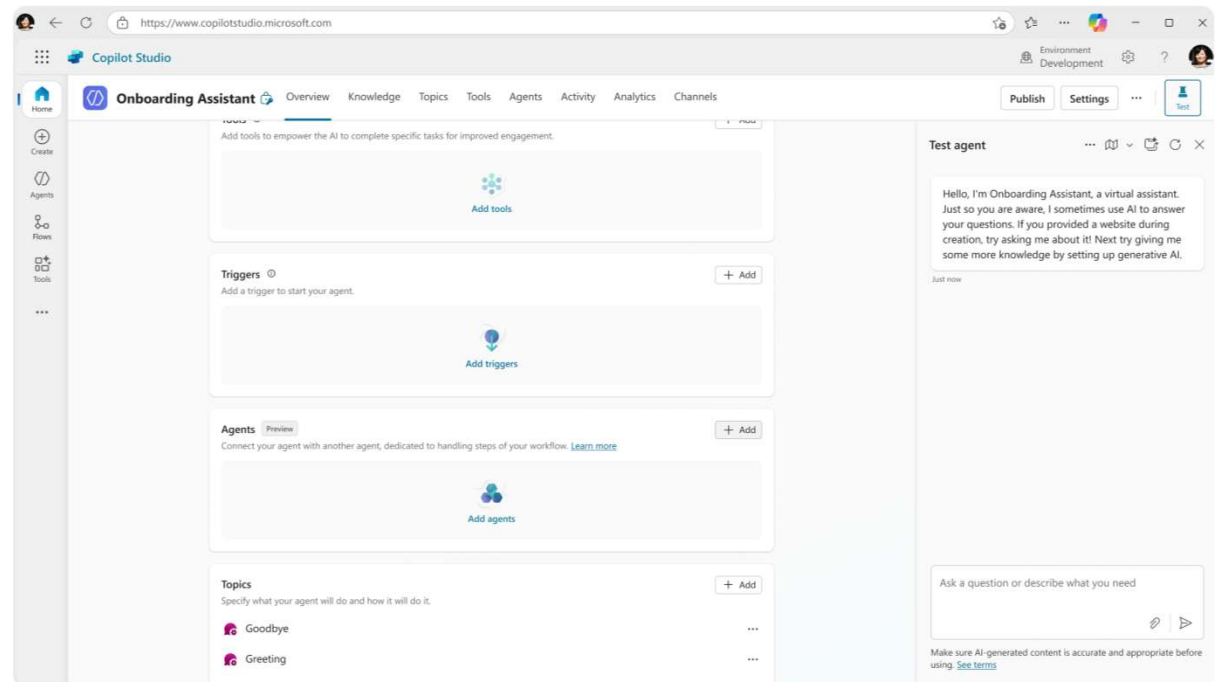 https://www.copilotstudio.microsoft.com
Copilot Studio
Environment
Development
Onboarding Assistant
Overview
Knowledge
Topics
Tools
Agents
Activity
Analytics
Channels
Publish
Settings
Test
Home
Create
Agents
Flows
Tools
Tools
Add
Add tools to empower the AI to complete specific tasks for improved engagement.
Add tools
Triggers
Add
Add a trigger to start your agent.
Add triggers
Agents
Preview
Add
Connect your agent with another agent, dedicated to handling steps of your workflow. Learn more
Add agents
Topics
Add
Specify what your agent will do and how it will do it.
Goodbye
Greeting
Test agent
Hello, I'm Onboarding Assistant, a virtual assistant.
Just so you are aware, I sometimes use AI to answer
your questions. If you provided a website during
creation, try asking me about it! Next try giving me
some more knowledge by setting up generative AI.
Just now
Ask a question or describe what you need
Make sure AI-generated content is accurate and appropriate before
using. See terms